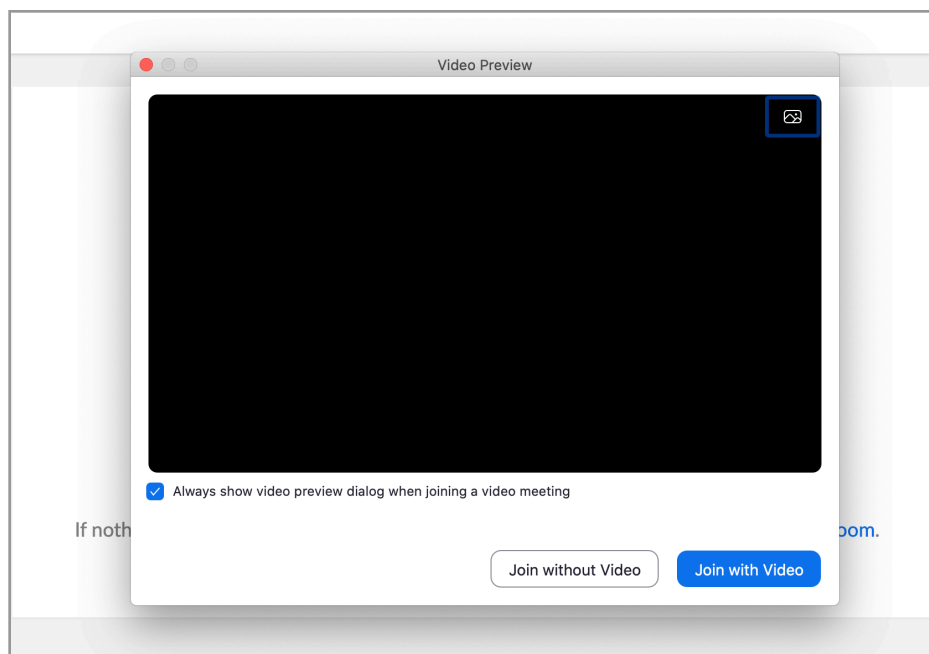 Video Preview
Always show video preview dialog when joining a video meeting
If noth
oom.
Join without Video
Join with Video